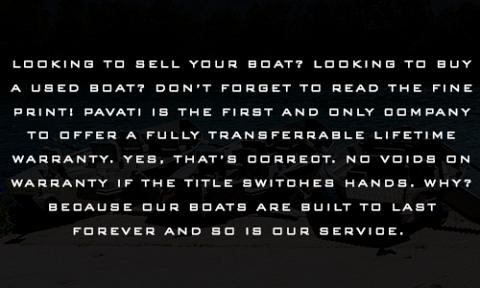 LOOKING TO SELL YOUR BOAT? LOOKING TO BUY
A USED BOAT? DON'T FORGET TO READ THE FINE
PRINT! PAVATI IS THE FIRST AND ONLY COMPANY
TO OFFER A FULLY TRANSFERRABLE LIFETIME
WARRANTY. YES, THAT'S CORRECT. NO VOIDS ON
WARRANTY IF THE TITLE SWITCHES HANDS. WHY?
BECAUSE OUR BOATS ARE BUILT TO LAST
FOREVER AND SO IS OUR SERVICE.